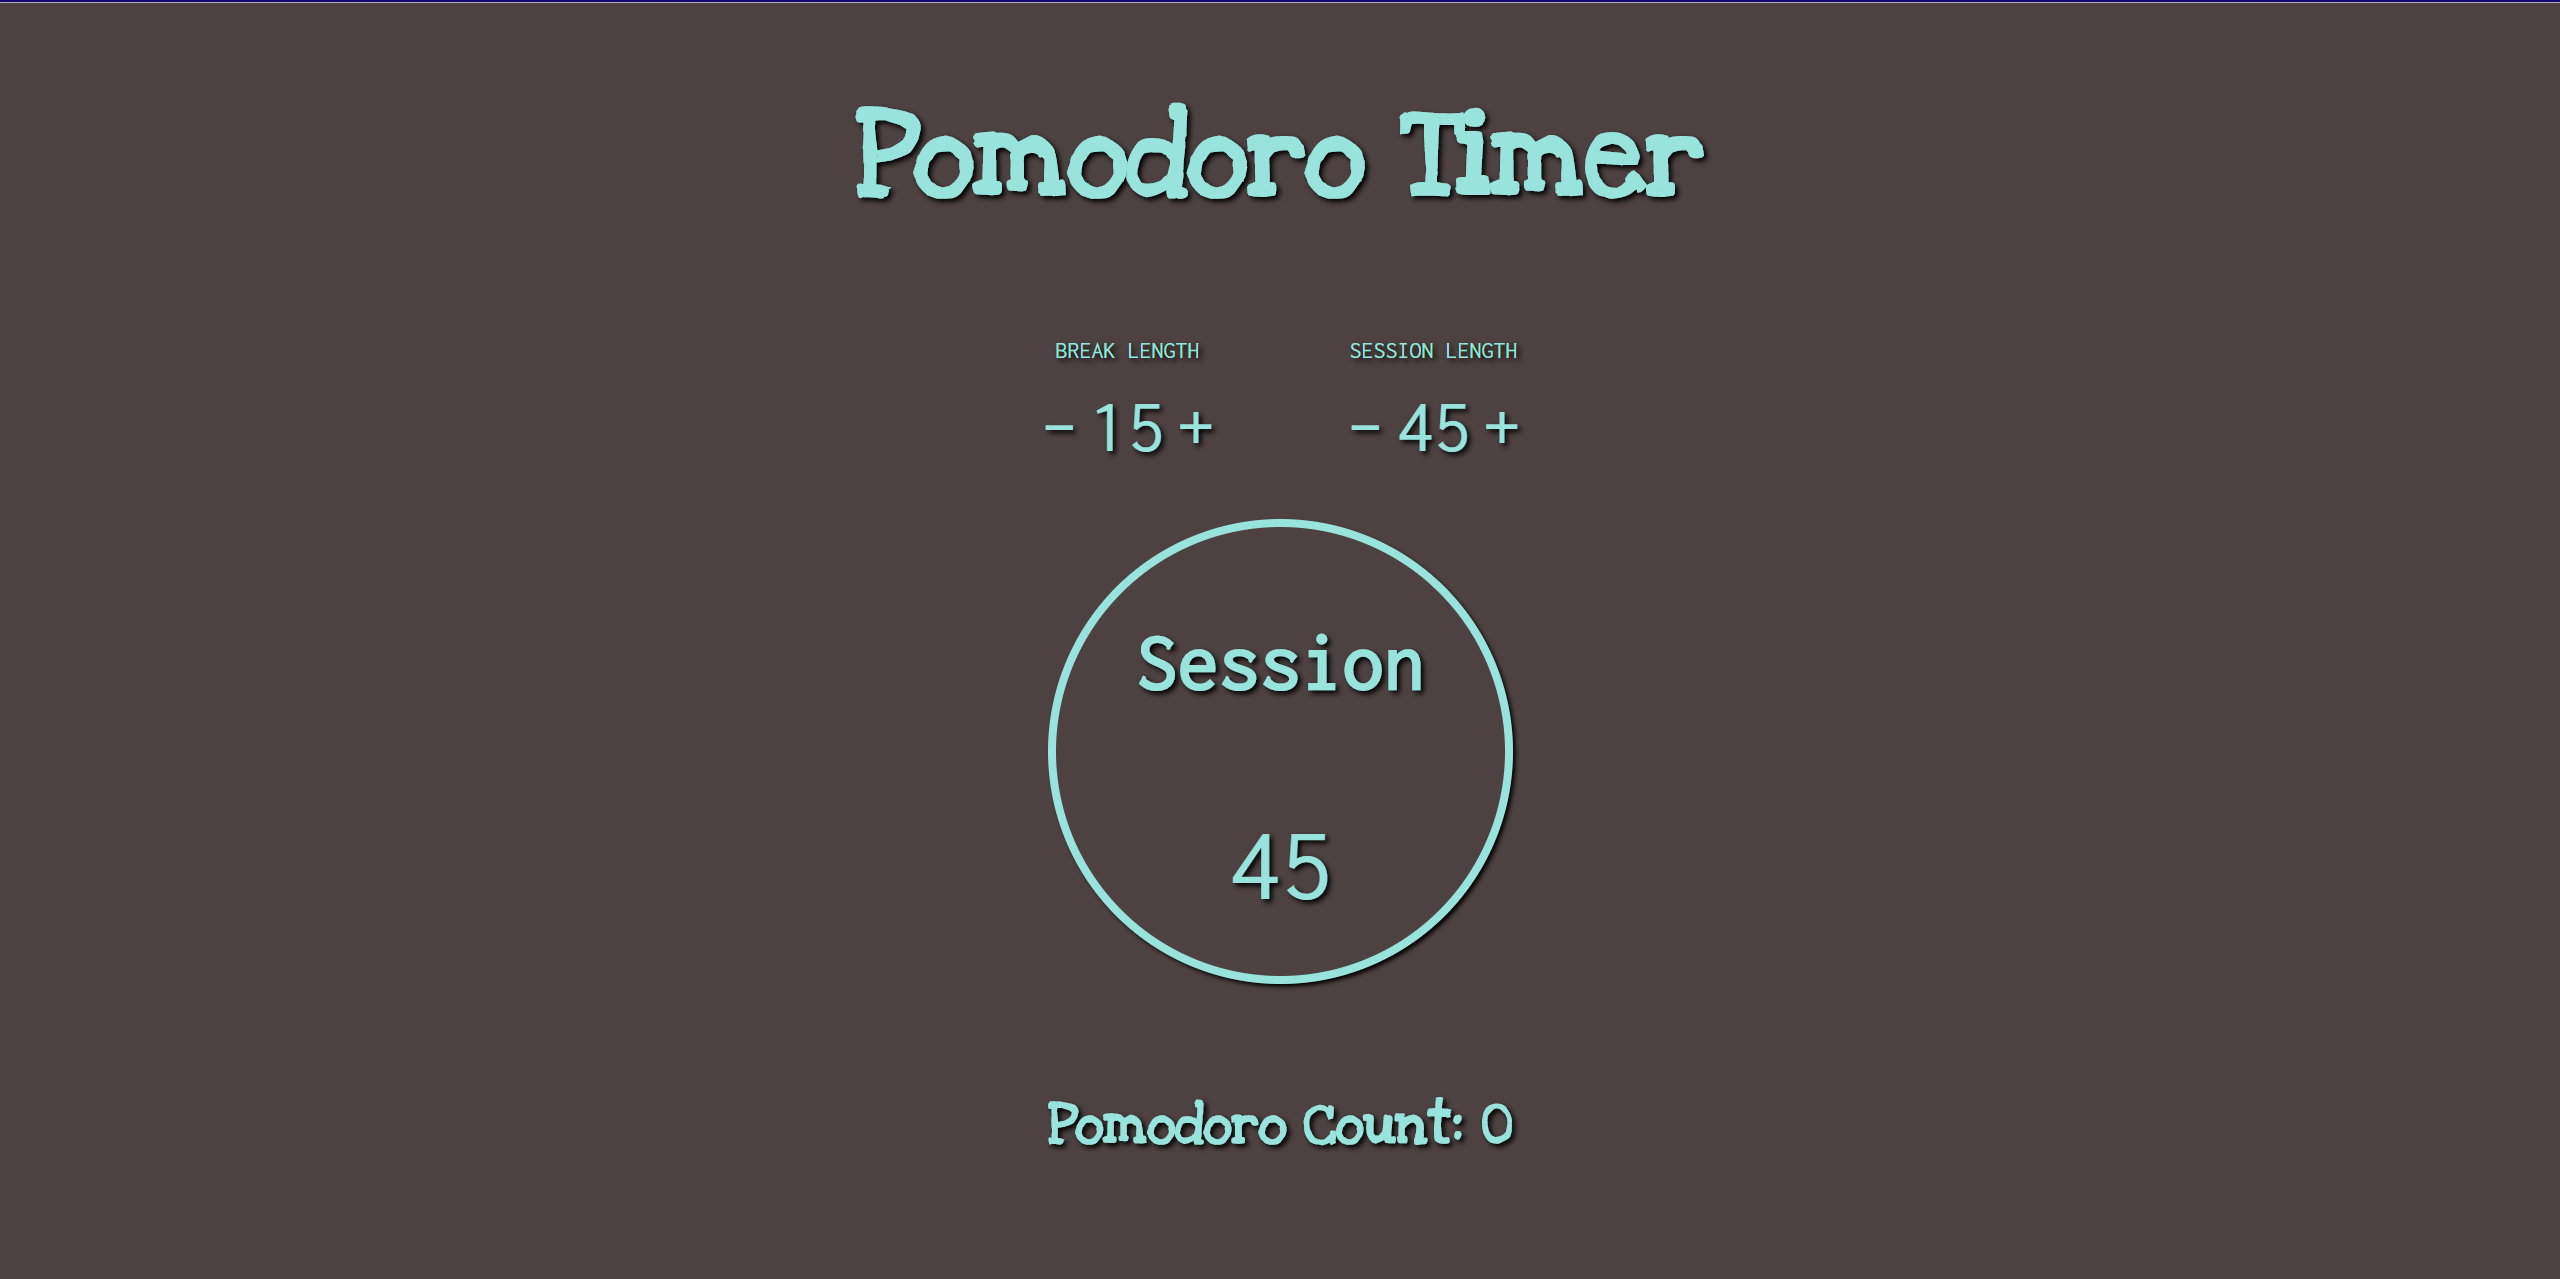 Pomodoro Timer
BREAK LENGTH
- 15 +
SESSION LENGTH
- 45 +
Session
45
Pomodoro Count: 0